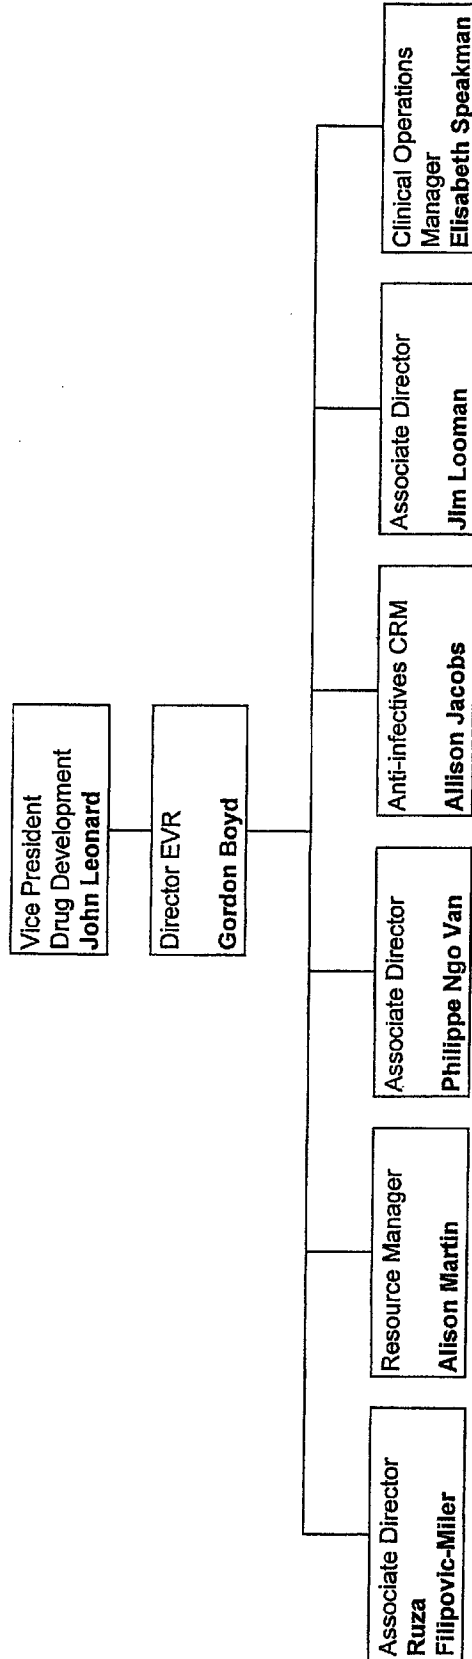 Vice President
Drug Development
John Leonard
Director EVR
Gordon Boyd
Associate Director
Ruza
Filipovic-Miler
Resource Manager
Alison Martin
Associate Director
Philippe Ngo Van
Anti-infectives CRM
Allison Jacobs
Associate Director
Jim Looman
Clinical Operations
Manager
Elisabeth Speakman